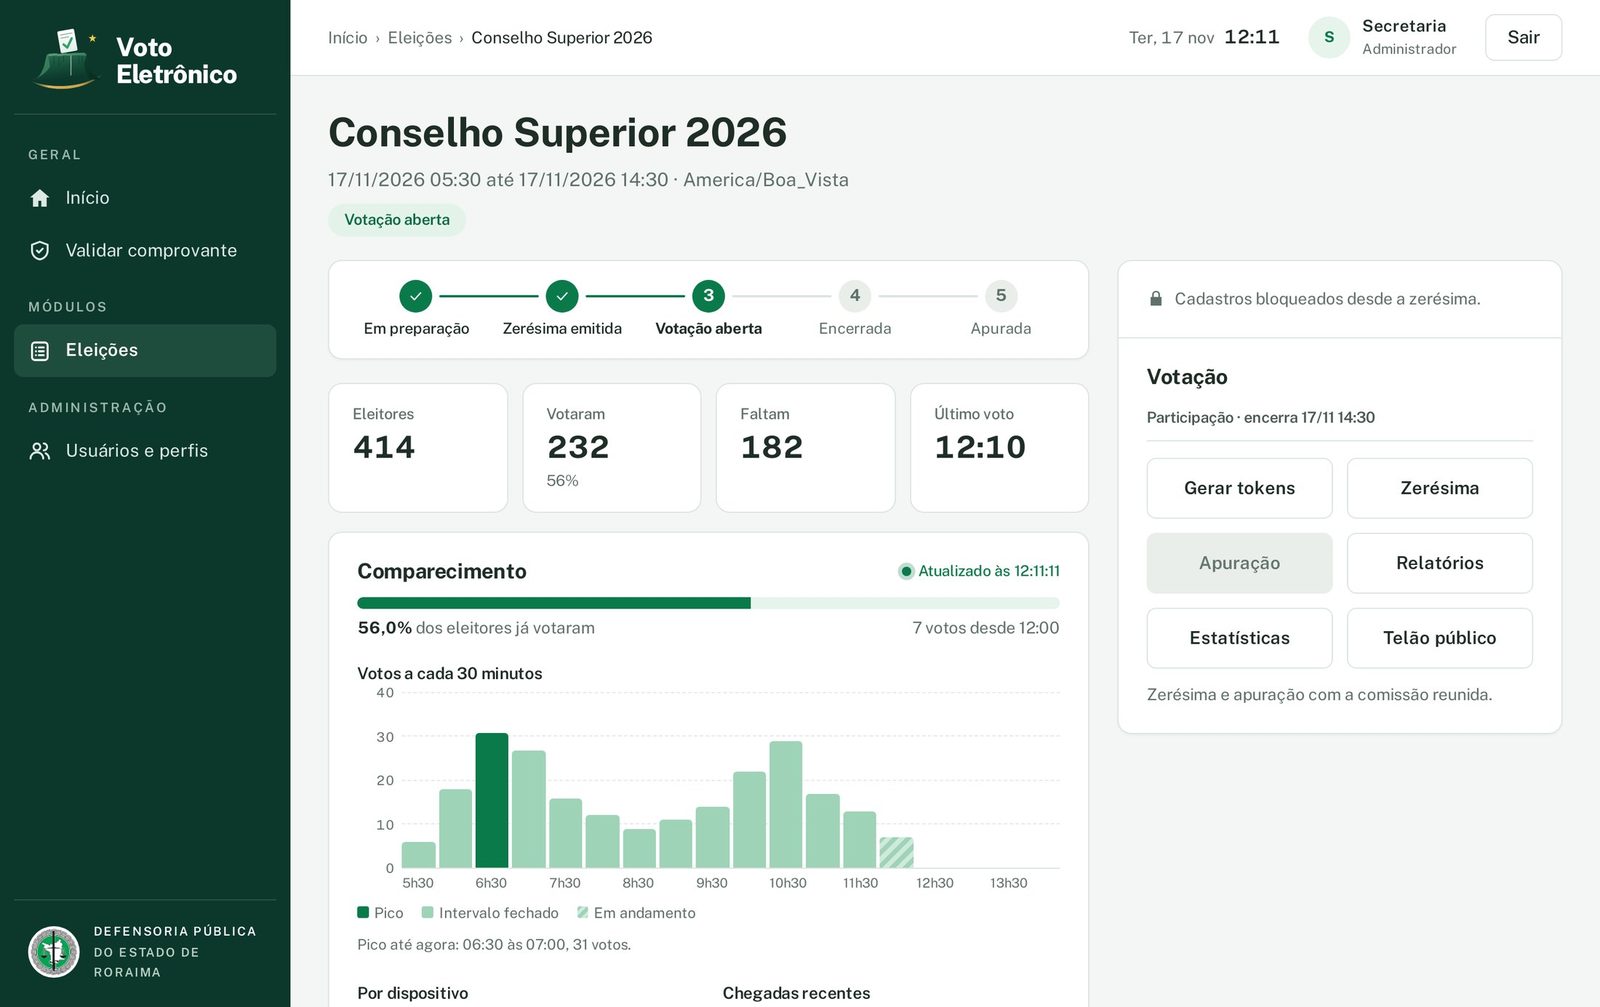 Voto
Eletrônico
GERAL
Início
Validar comprovante
MÓDULOS
Eleições
ADMINISTRAÇÃO
Usuários e perfis
DEFENSORIA PÚBLICA
DO ESTADO DE
RORAIMA
Início › Eleições › Conselho Superior 2026
Ter, 17 nov 12:11
S
Secretaria
Administrador
Sair
Conselho Superior 2026
17/11/2026 05:30 até 17/11/2026 14:30 · America/Boa_Vista
Votação aberta
3 4 5
Em preparação Zerésima emitida Votação aberta Encerrada Apurada
Eleitores
414
Votaram
232
56%
Faltam
182
Último voto
12:10
Comparecimento
Atualizado às 12:11:11
56,0% dos eleitores já votaram
7 votos desde 12:00
Votos a cada 30 minutos
40
30
20
10
0
5h30 6h30 7h30 8h30 9h30 10h30 11h30 12h30 13h30
Pico Intervalo fechado Em andamento
Pico até agora: 06:30 às 07:00, 31 votos.
Por dispositivo
Chegadas recentes
Cadastros bloqueados desde a zerésima.
Votação
Participação · encerra 17/11 14:30
Gerar tokens
Zerésima
Apuração
Relatórios
Estatísticas
Telão público
Zerésima e apuração com a comissão reunida.